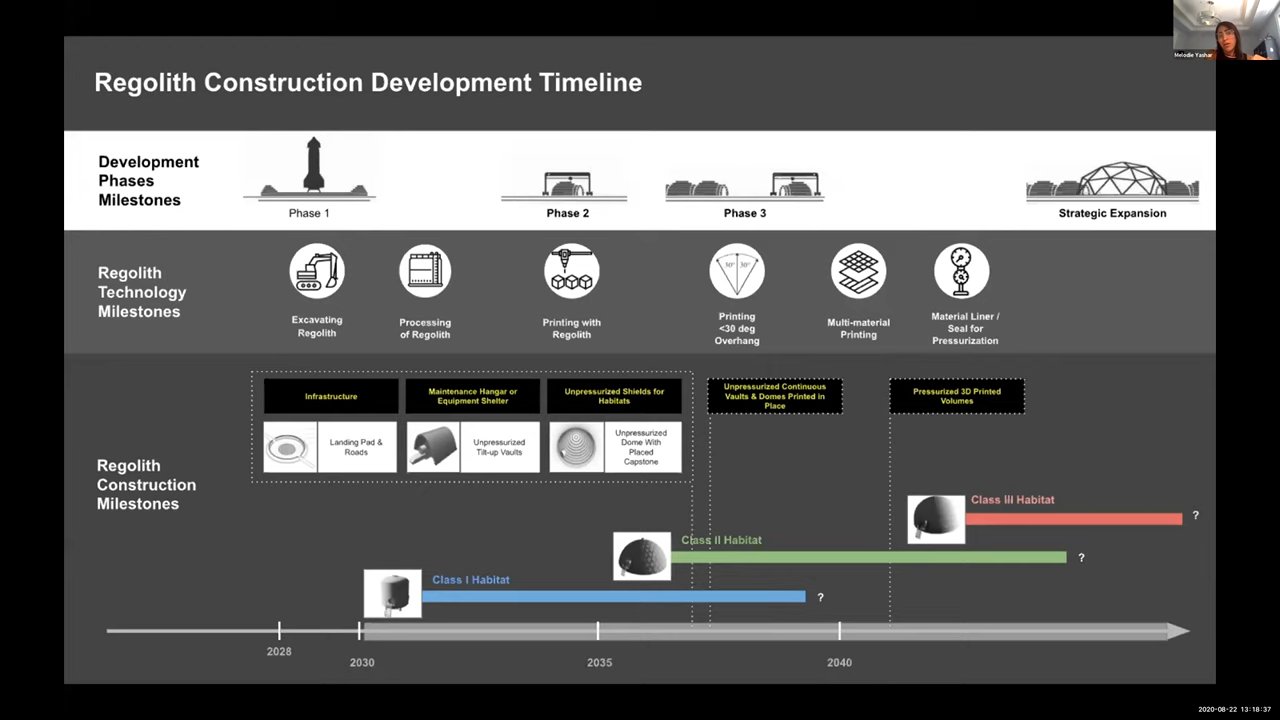 Melodie Yashar
Regolith Construction Development Timeline
Development
Phases
Milestones
Phase 1
Phase 2
Phase 3
Strategic Expansion
Regolith
Technology
Milestones
30° 30°
Excavating
Regolith
Processing
of Regolith
Printing with
Regolith
Printing
<30 deg
Overhang
Multi-material
Printing
Material Liner /
Seal for
Pressurization
Infrastructure
Maintenance Hangar or
Equipment Shelter
Unpressurized Shields for
Habitats
Unpressurized Continuous
Vaults & Domes Printed in
Place
Pressurized 3D Printed
Volumes
Landing Pad &
Roads
Unpressurized
Tilt-up Vaults
Unpressurized
Dome With
Placed
Capstone
Regolith
Construction
Milestones
Class III Habitat
?
Class II Habitat
?
Class I Habitat
?
2028
2030
2035
2040
2020-08-22 13:18:37